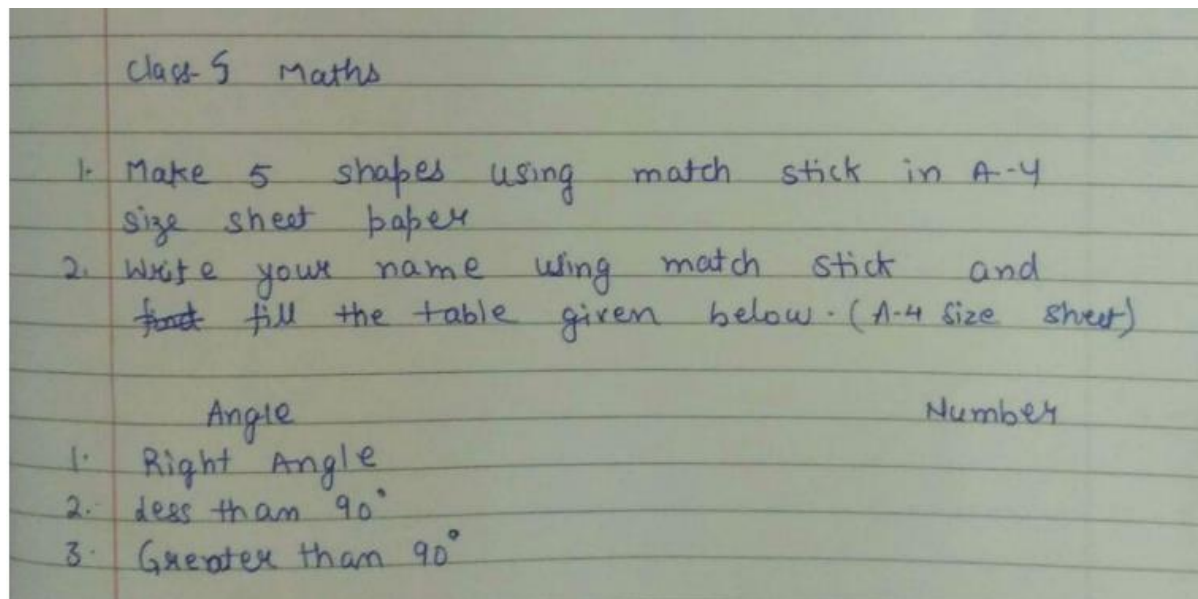 Class-5 Maths
1. Make 5 shapes using match stick in A-4
size sheet paper
2. Write your name using match stick and
fill the table given below. (A-4 size sheet)
Angle Number
1. Right Angle
2. Less than 90°
3. Greater than 90°